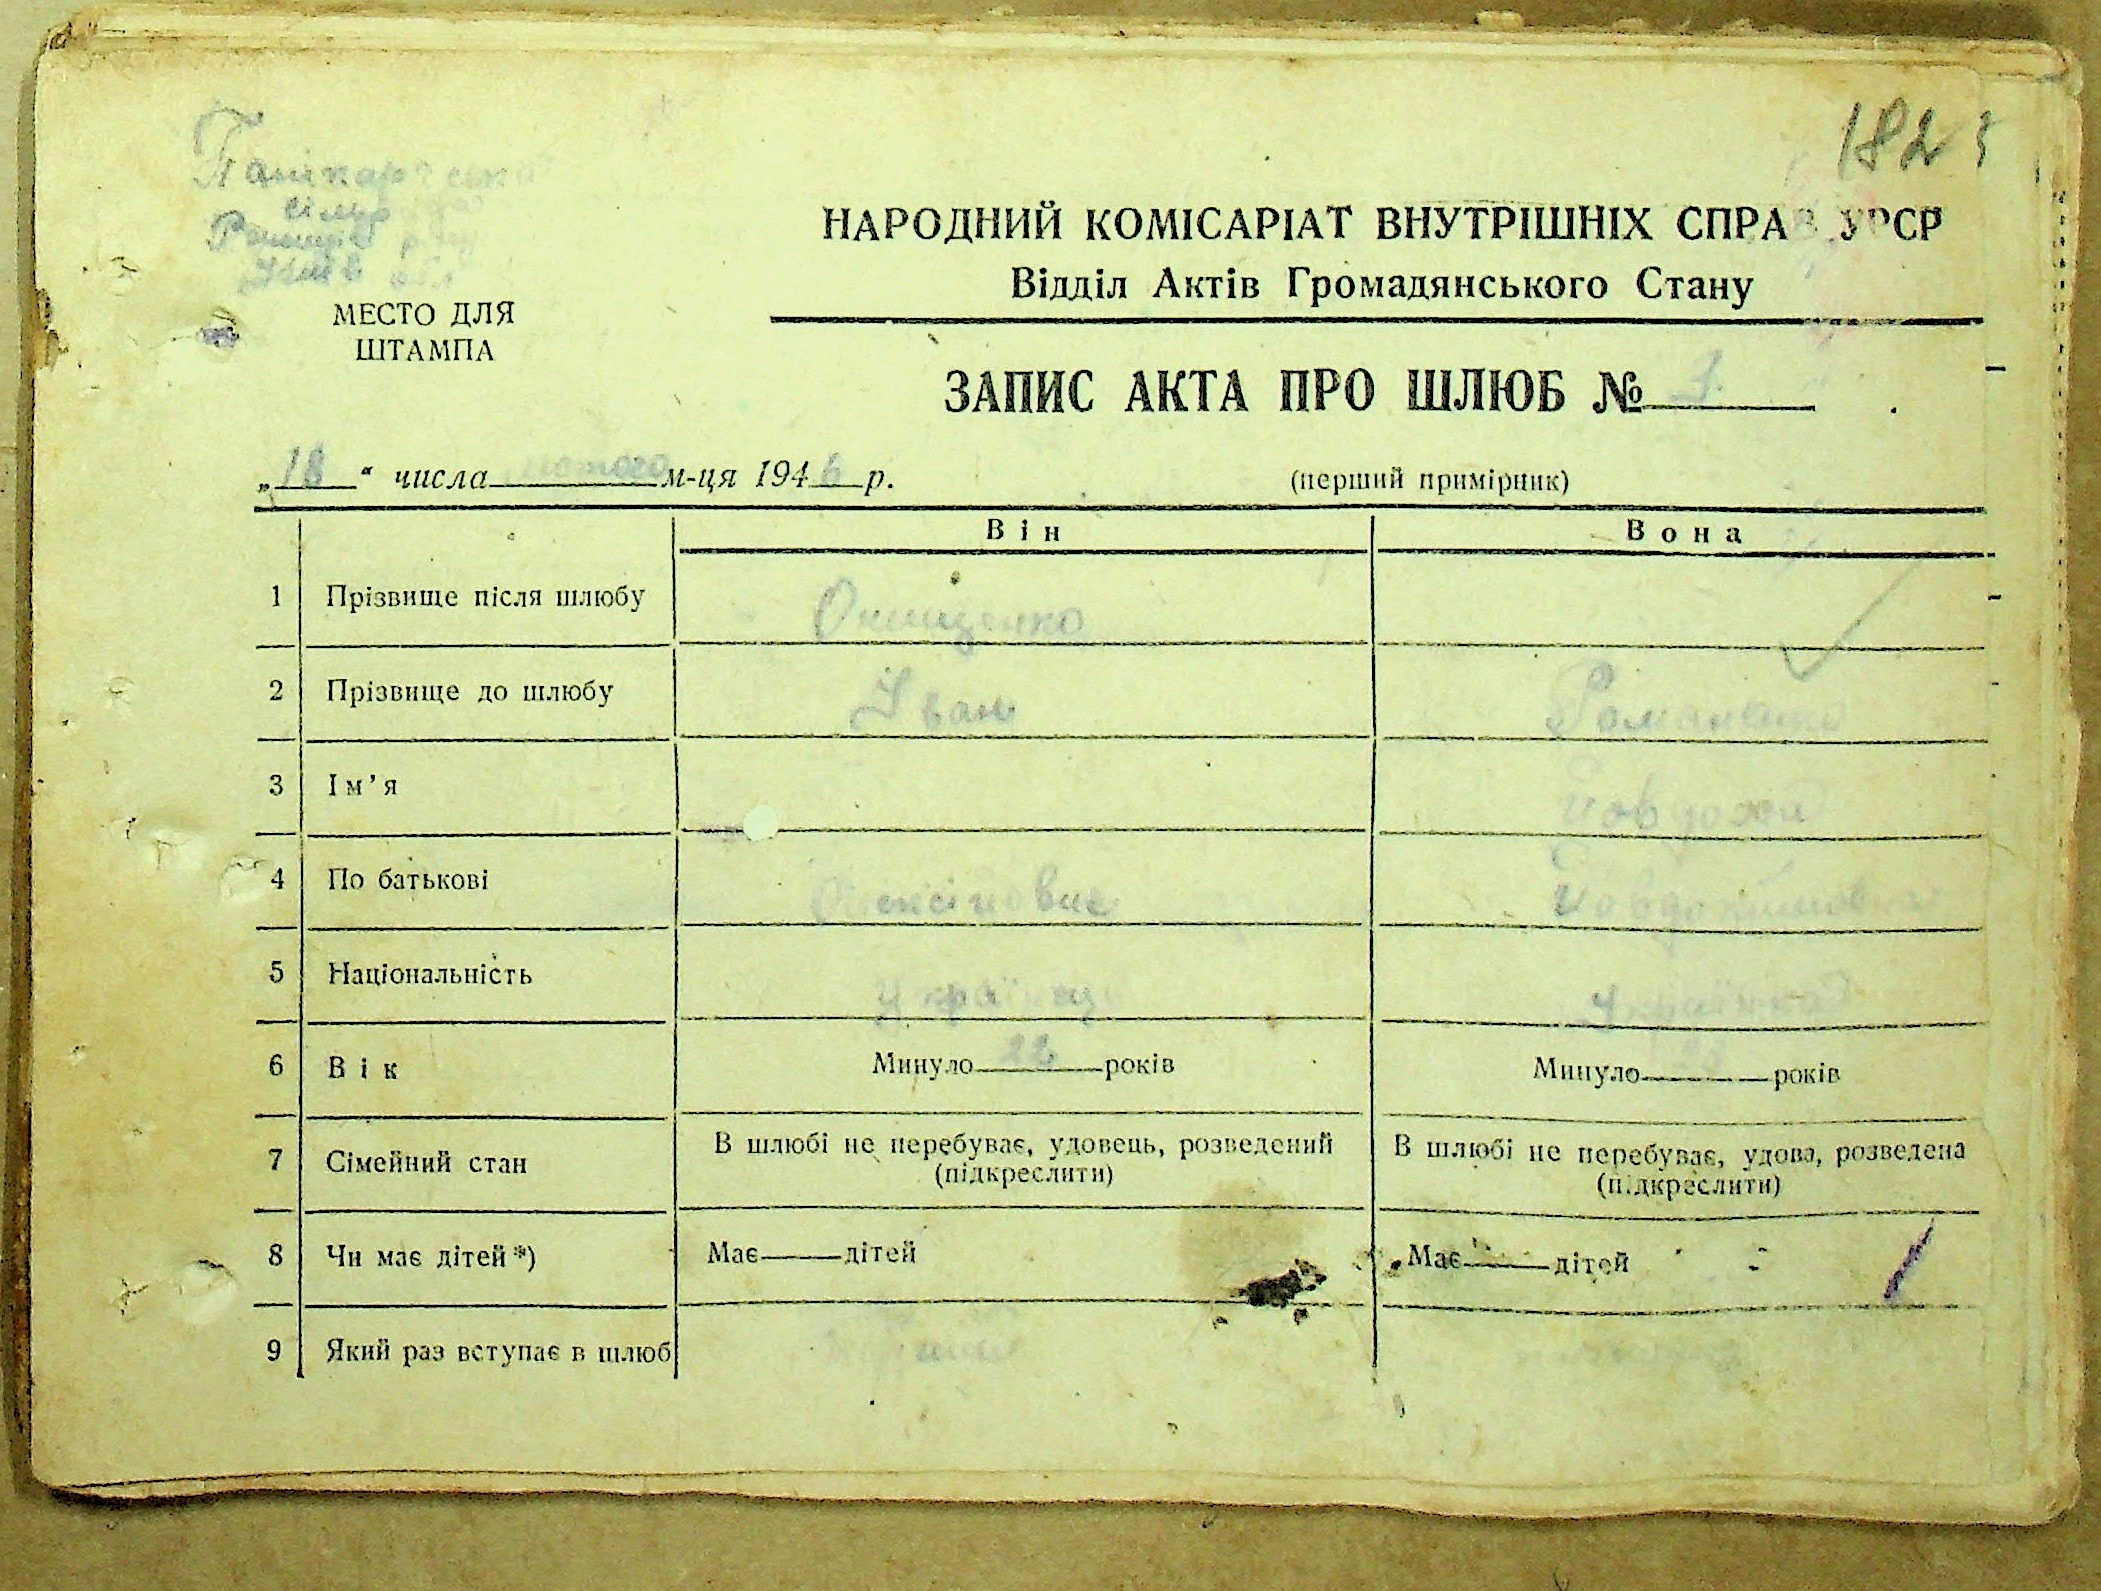 182
НАРОДНИЙ КОМІСАРІАТ ВНУТРІШНІХ СПРАВ УРСР
Відділ Актів Громадянського Стану
МЕСТО ДЛЯ
ШТАМПА
ЗАПИС АКТА ПРО ШЛЮБ № 1.
„18“ числа лютого м-ця 1946 р. (перший примірник)
Він Вона
1 Прізвище після шлюбу Онищенко
2 Прізвище до шлюбу Іван Романенко
3 Ім’я
4 По батькові
5 Національність Українець Українка
6 Вік Минуло 22 років Минуло років
7 Сімейний стан В шлюбі не перебуває, удовець, розведений (підкреслити) В шлюбі не перебуває, удова, розведена (підкреслити)
8 Чи має дітей*) Має дітей Має дітей
9 Який раз вступає в шлюб